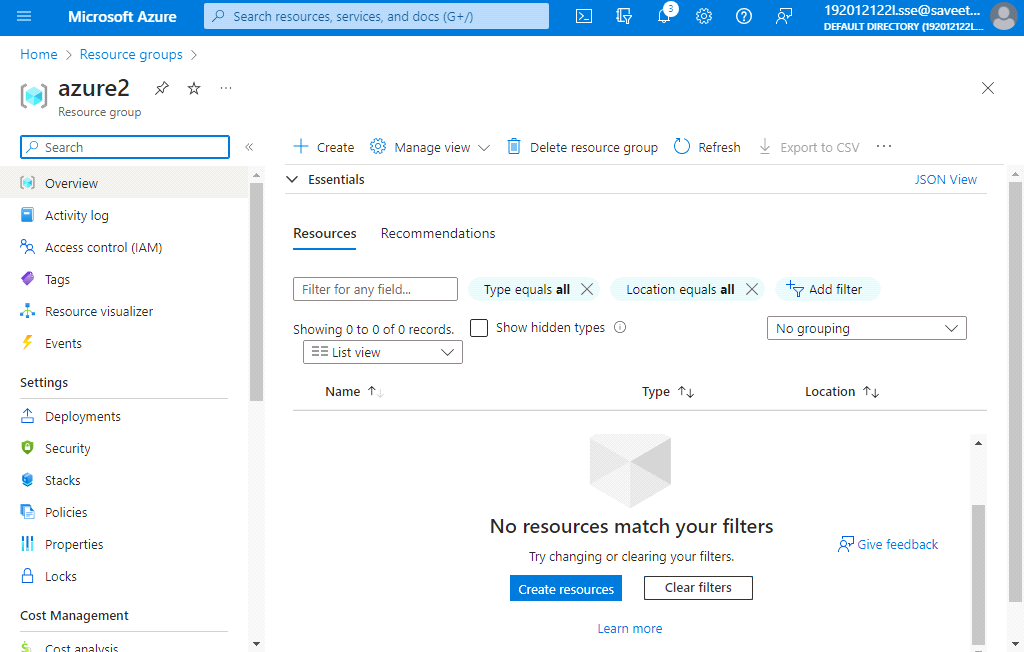 Microsoft Azure
Search resources, services, and docs (G+/)
3
192012122l.sse@saveet...
DEFAULT DIRECTORY (192012122L...
Home > Resource groups >
azure2
Resource group
Search
Overview
Activity log
Access control (IAM)
Tags
Resource visualizer
Events
Settings
Deployments
Security
Stacks
Policies
Properties
Locks
Cost Management
Cost analysis
Create Manage view Delete resource group Refresh Export to CSV
Essentials
JSON View
Resources Recommendations
Filter for any field... Type equals all Location equals all Add filter
Showing 0 to 0 of 0 records. Show hidden types No grouping
List view
Name Type Location
No resources match your filters
Try changing or clearing your filters.
Create resources Clear filters
Learn more
Give feedback